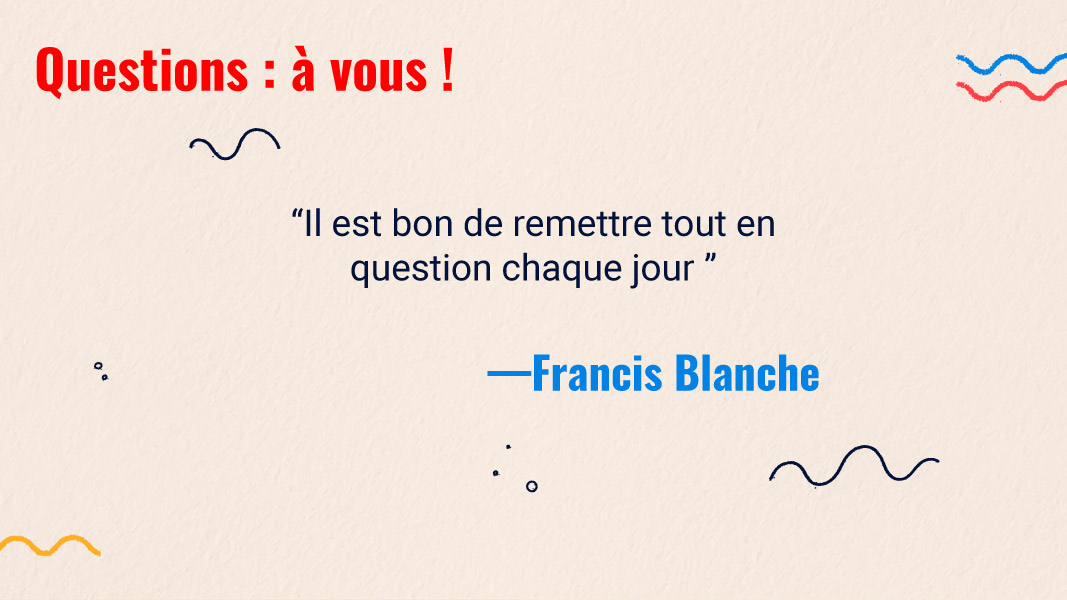 Questions : à vous !
“Il est bon de remettre tout en
question chaque jour ”
—Francis Blanche